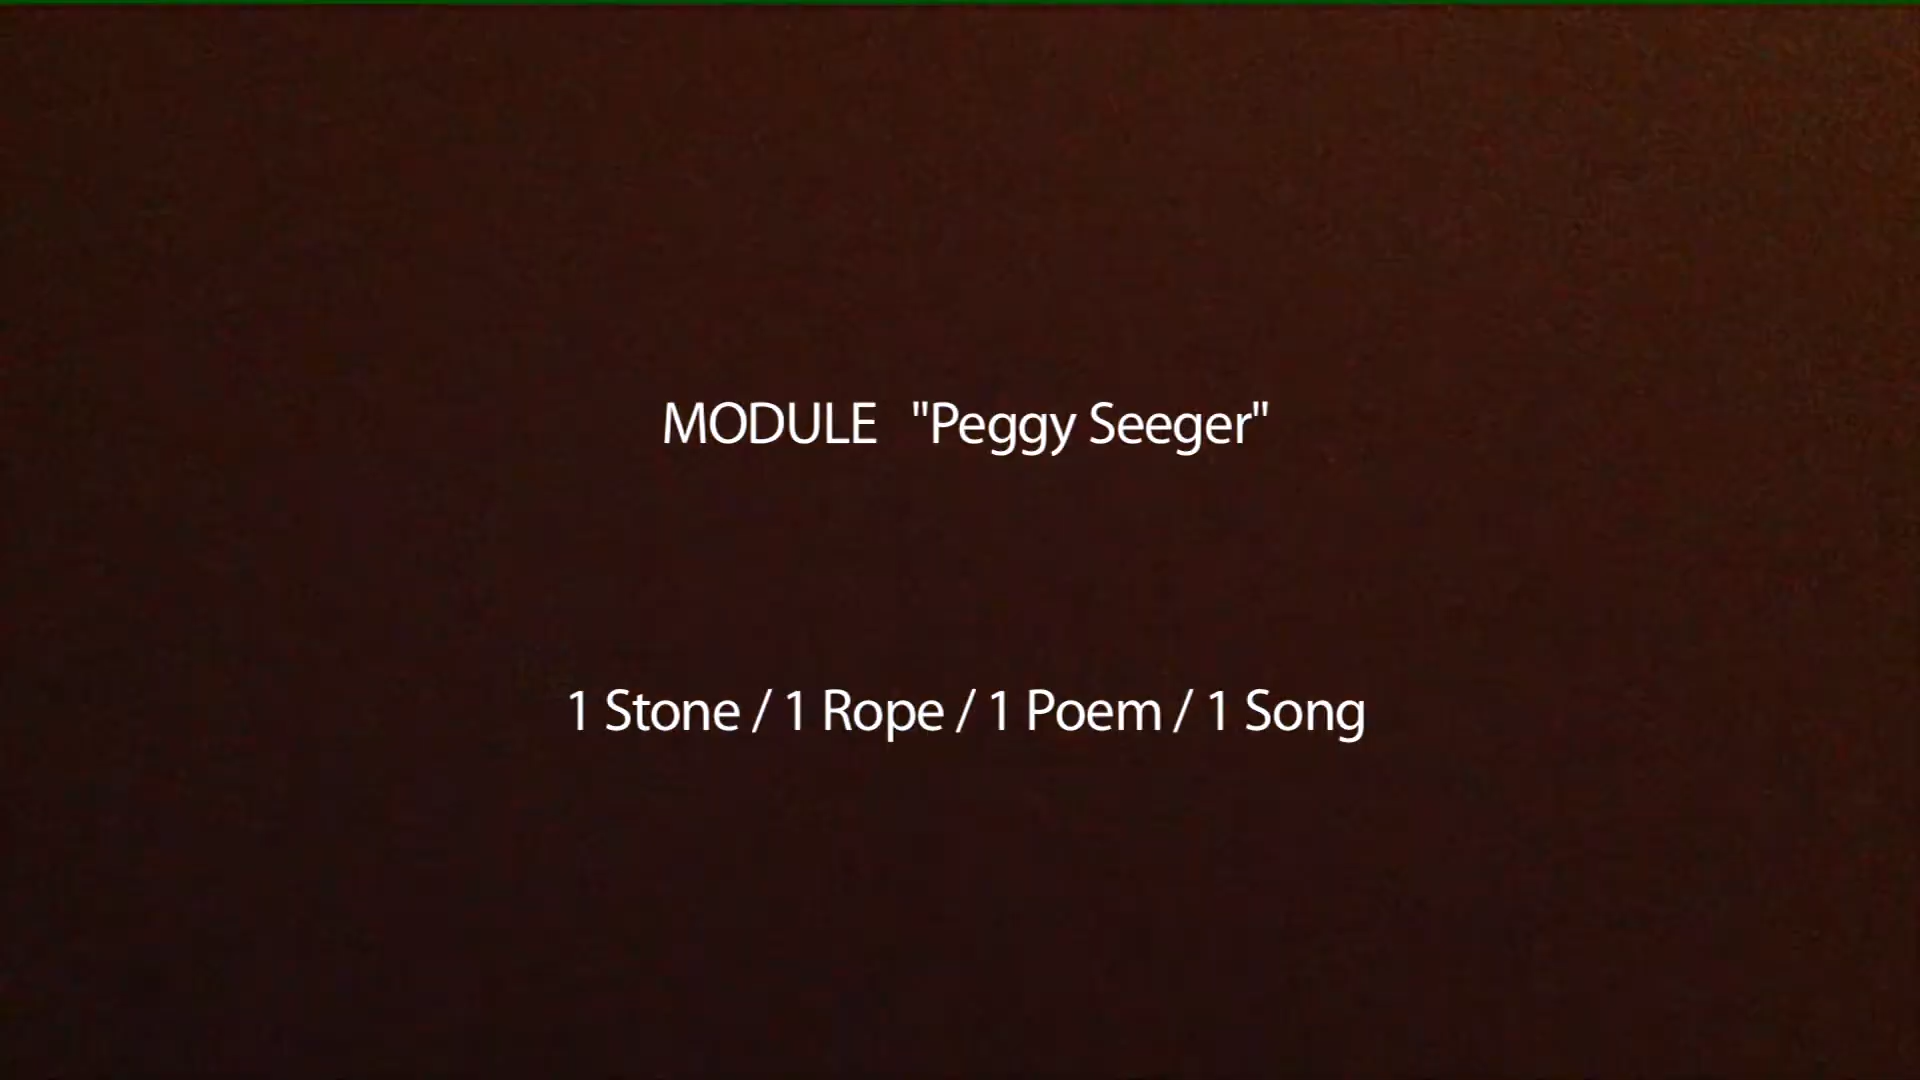 MODULE "Peggy Seeger"
1 Stone / 1 Rope / 1 Poem / 1 Song